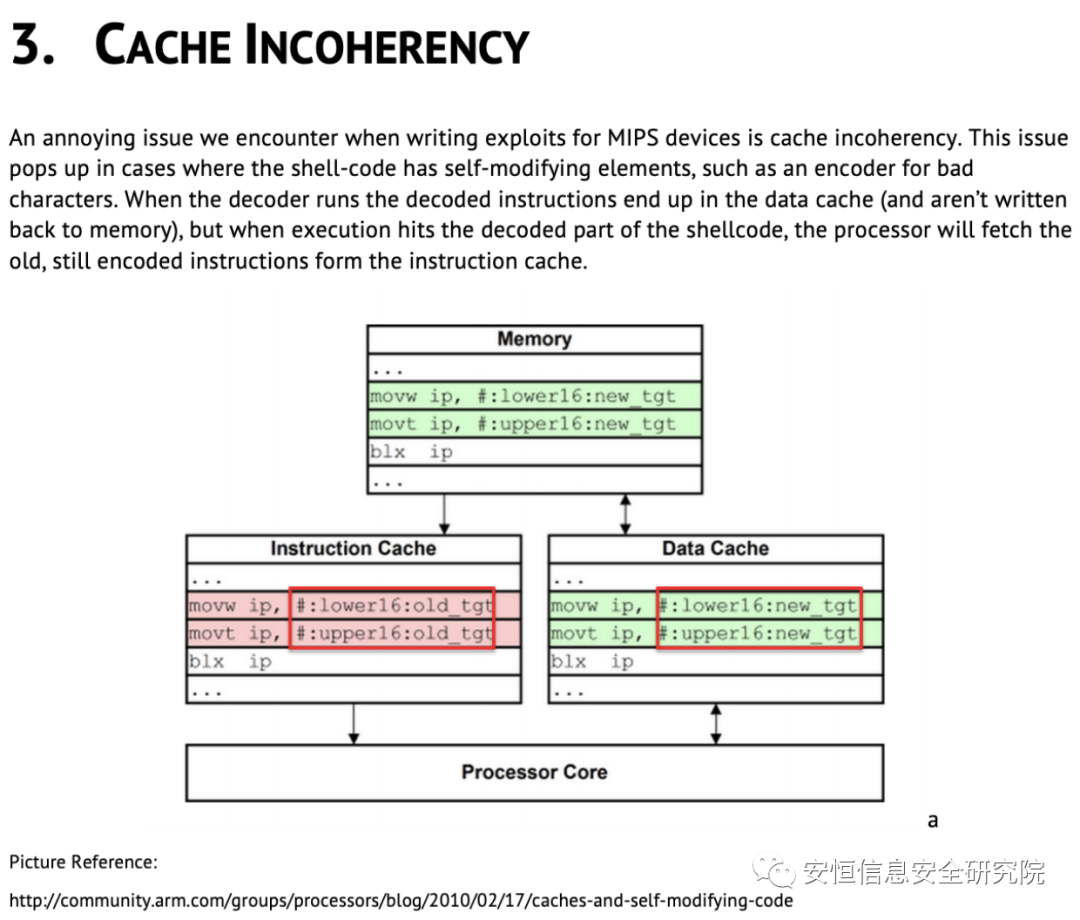 3. CACHE INCOHERENCY
An annoying issue we encounter when writing exploits for MIPS devices is cache incoherency. This issue
pops up in cases where the shell-code has self-modifying elements, such as an encoder for bad
characters. When the decoder runs the decoded instructions end up in the data cache (and aren’t written
back to memory), but when execution hits the decoded part of the shellcode, the processor will fetch the
old, still encoded instructions form the instruction cache.
Memory
...
movw ip, #:lower16:new_tgt
movt ip, #:upper16:new_tgt
blx ip
...
Instruction Cache
...
movw ip, #:lower16:old_tgt
movt ip, #:upper16:old_tgt
blx ip
...
Data Cache
...
movw ip, #:lower16:new_tgt
movt ip, #:upper16:new_tgt
blx ip
...
Processor Core
a
Picture Reference:
安恒信息安全研究院
http://community.arm.com/groups/processors/blog/2010/02/17/caches-and-self-modifying-code